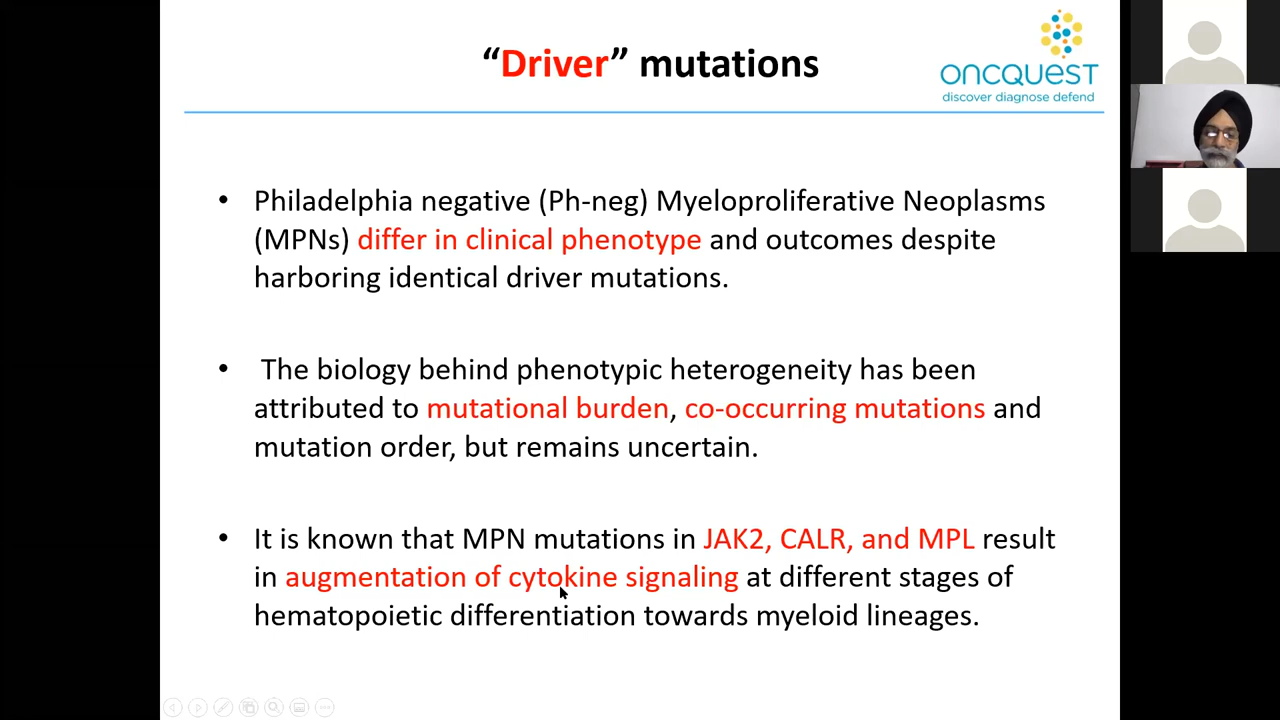 “Driver” mutations
ONCQUEST
discover diagnose defend
• Philadelphia negative (Ph-neg) Myeloproliferative Neoplasms
(MPNs) differ in clinical phenotype and outcomes despite
harboring identical driver mutations.
• The biology behind phenotypic heterogeneity has been
attributed to mutational burden, co-occurring mutations and
mutation order, but remains uncertain.
• It is known that MPN mutations in JAK2, CALR, and MPL result
in augmentation of cytokine signaling at different stages of
hematopoietic differentiation towards myeloid lineages.